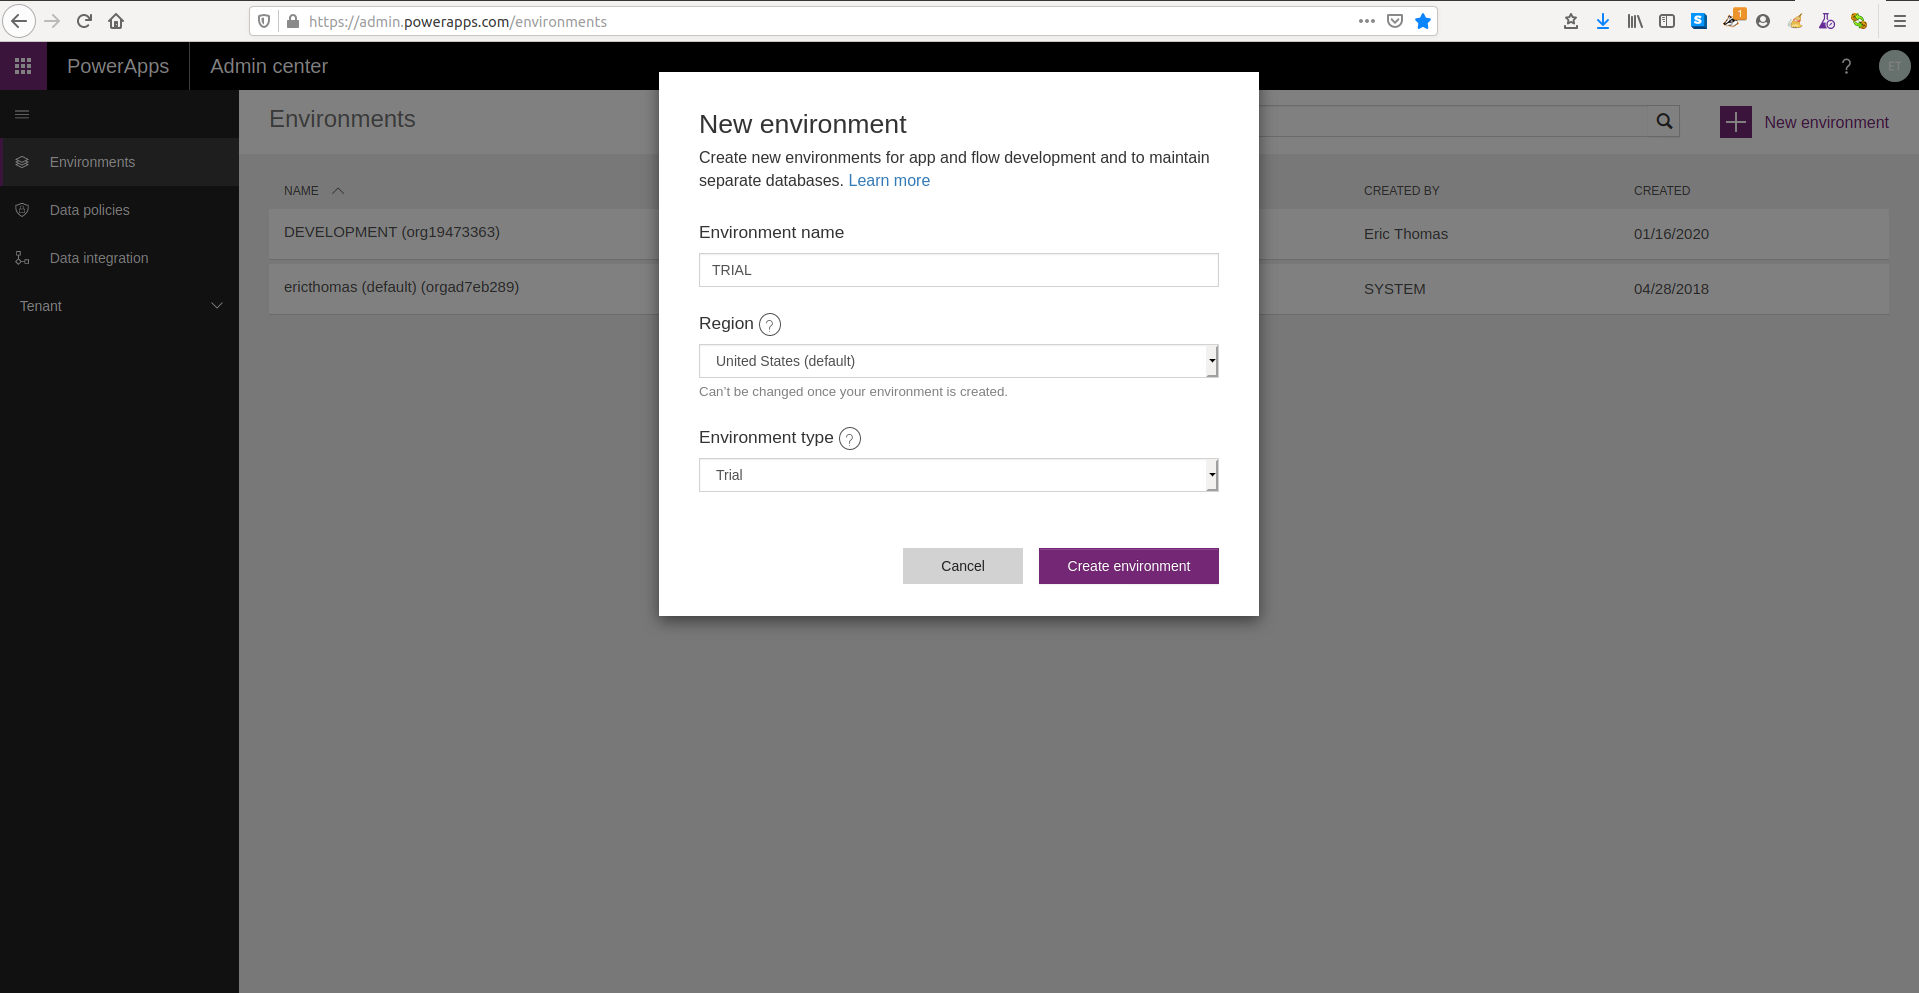 https://admin.powerapps.com/environments
1
PowerApps
Admin center
?
ET
Environments
New environment
Environments
Data policies
Data integration
Tenant
NAME
CREATED BY
CREATED
DEVELOPMENT (org19473363)
Eric Thomas
01/16/2020
ericthomas (default) (orgad7eb289)
SYSTEM
04/28/2018
New environment
Create new environments for app and flow development and to maintain
separate databases. Learn more
Environment name
TRIAL
Region ?
United States (default)
Can't be changed once your environment is created.
Environment type ?
Trial
Cancel
Create environment